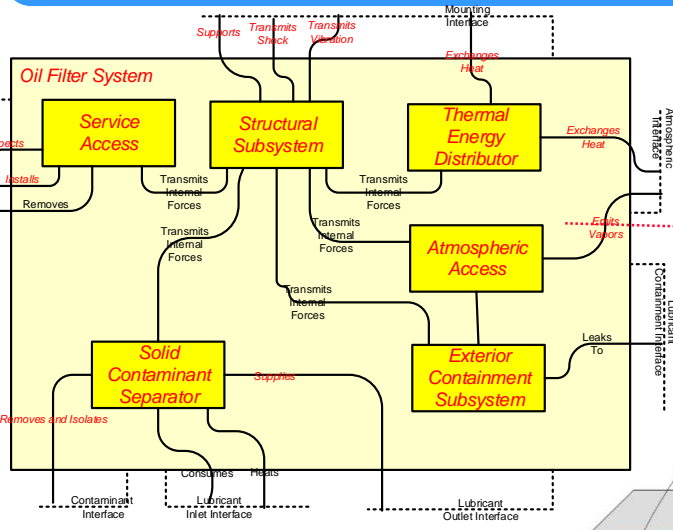 Mounting
Interface
Supports
Transmits
Shock
Transmits
Vibration
Exchanges
Heat
Oil Filter System
Service
Access
Structural
Subsystem
Thermal
Energy
Distributor
Exchanges
Heat
Atmospheric
Interface
Installs
Removes
Transmits
Internal
Forces
Transmits
Internal
Forces
Transmits
Internal
Forces
Transmits
Internal
Forces
Emits
Vapors
Atmospheric
Access
Transmits
Internal
Forces
Lubricant
Containment Interface
Solid
Contaminant
Separator
Supplies
Exterior
Containment
Subsystem
Leaks
To
Removes and Isolates
Consumes
Heats
Contaminant
Interface
Lubricant
Inlet Interface
Lubricant
Outlet Interface